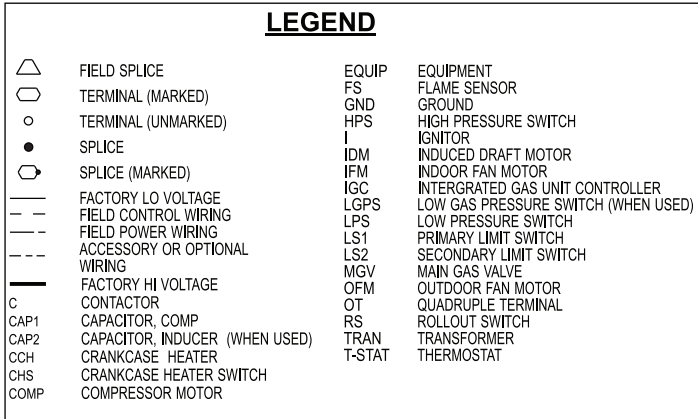 LEGEND
FIELD SPLICE
TERMINAL (MARKED)
TERMINAL (UNMARKED)
SPLICE
SPLICE (MARKED)
FACTORY LO VOLTAGE
FIELD CONTROL WIRING
FIELD POWER WIRING
ACCESSORY OR OPTIONAL
WIRING
FACTORY HI VOLTAGE
C CONTACTOR
CAP1 CAPACITOR, COMP
CAP2 CAPACITOR, INDUCER (WHEN USED)
CCH CRANKCASE HEATER
CHS CRANKCASE HEATER SWITCH
COMP COMPRESSOR MOTOR
EQUIP EQUIPMENT
FS FLAME SENSOR
GND GROUND
HPS HIGH PRESSURE SWITCH
I IGNITOR
IDM INDUCED DRAFT MOTOR
IFM INDOOR FAN MOTOR
IGC INTERGRATED GAS UNIT CONTROLLER
LGPS LOW GAS PRESSURE SWITCH (WHEN USED)
LPS LOW PRESSURE SWITCH
LS1 PRIMARY LIMIT SWITCH
LS2 SECONDARY LIMIT SWITCH
MGV MAIN GAS VALVE
OFM OUTDOOR FAN MOTOR
OT QUADRUPLE TERMINAL
RS ROLLOUT SWITCH
TRAN TRANSFORMER
T-STAT THERMOSTAT